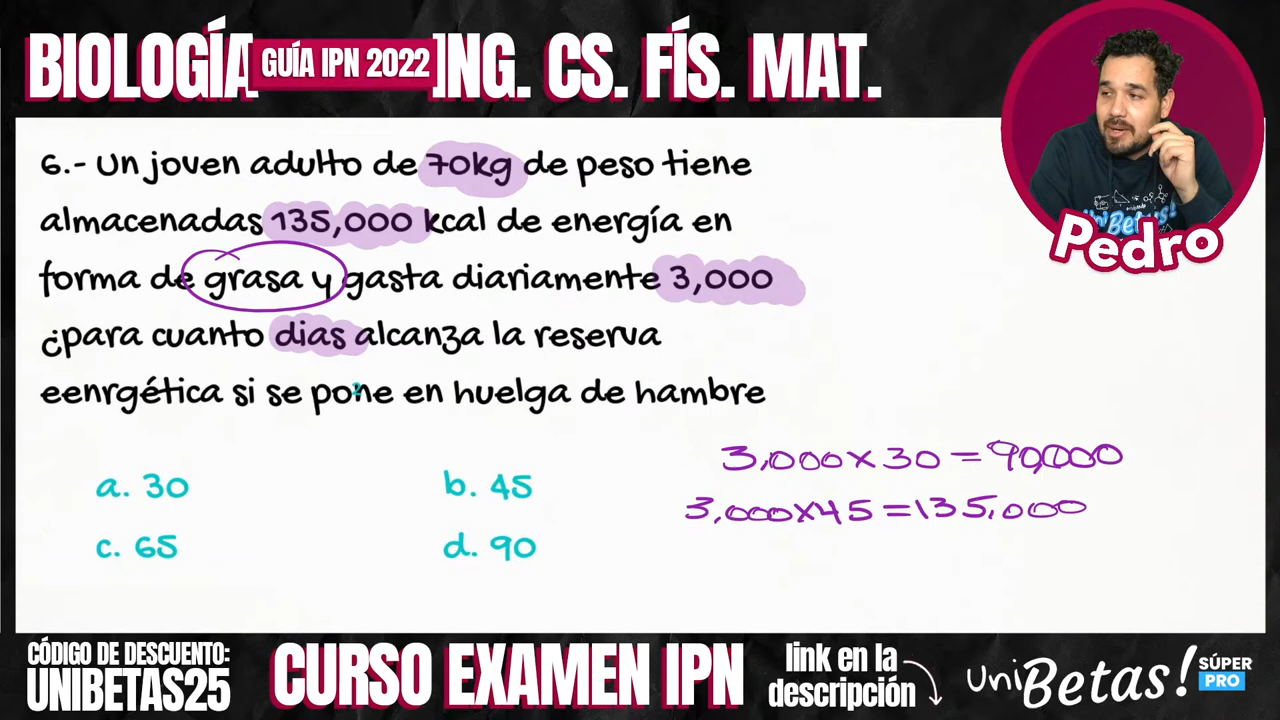 BIOLOGÍA[GUÍA IPN 2022]ING. CS. FÍS. MAT.
6.- Un joven adulto de 70kg de peso tiene
almacenadas 135,000 kcal de energía en
forma de grasa y gasta diariamente 3,000
¿para cuanto dias alcanza la reserva
eenrgética si se pone en huelga de hambre
a. 30
b. 45
c. 65
d. 90
3,000 x 30 = 90,000
3,000 x 45 = 135,000
Pedro
CÓDIGO DE DESCUENTO:
UNIBETAS25
CURSO EXAMEN IPN
link en la
descripción
UniBetas!
SÚPER
PRO